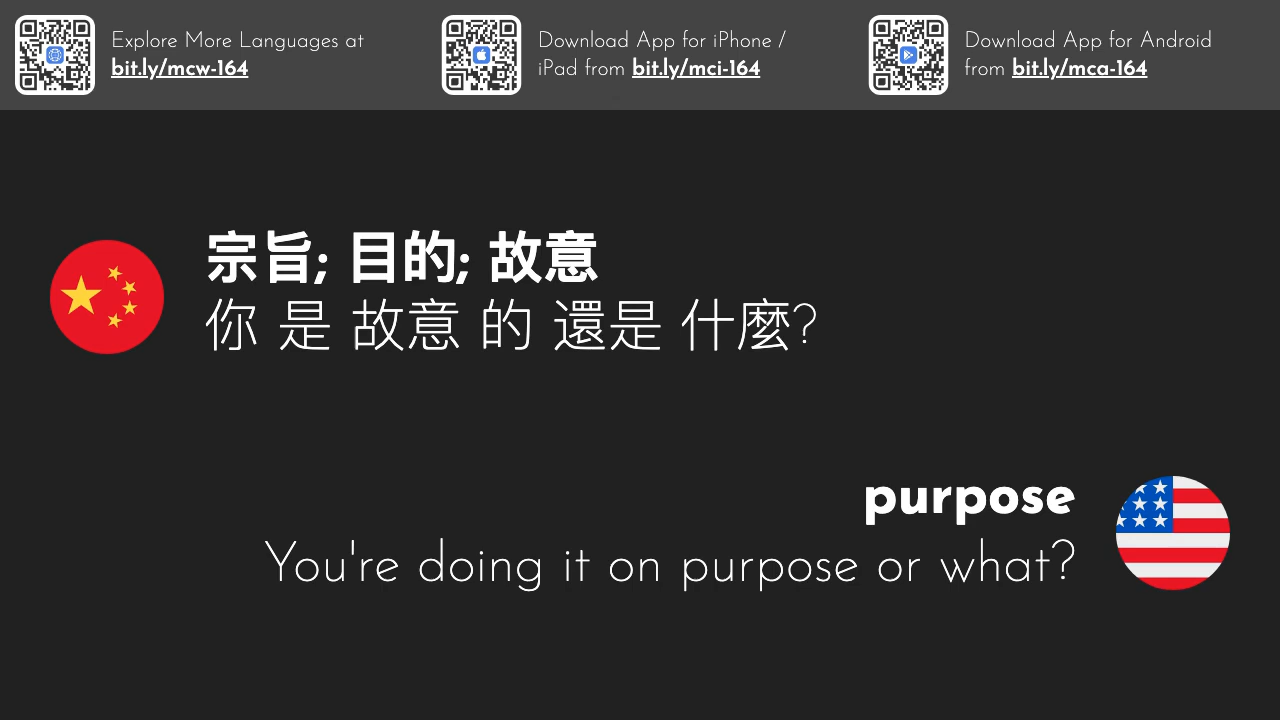 Explore More Languages at
bit.ly/mcw-164
Download App for iPhone /
iPad from bit.ly/mci-164
Download App for Android
from bit.ly/mca-164
宗旨; 目的; 故意
你 是 故意 的 還是 什麼?
purpose
You're doing it on purpose or what?